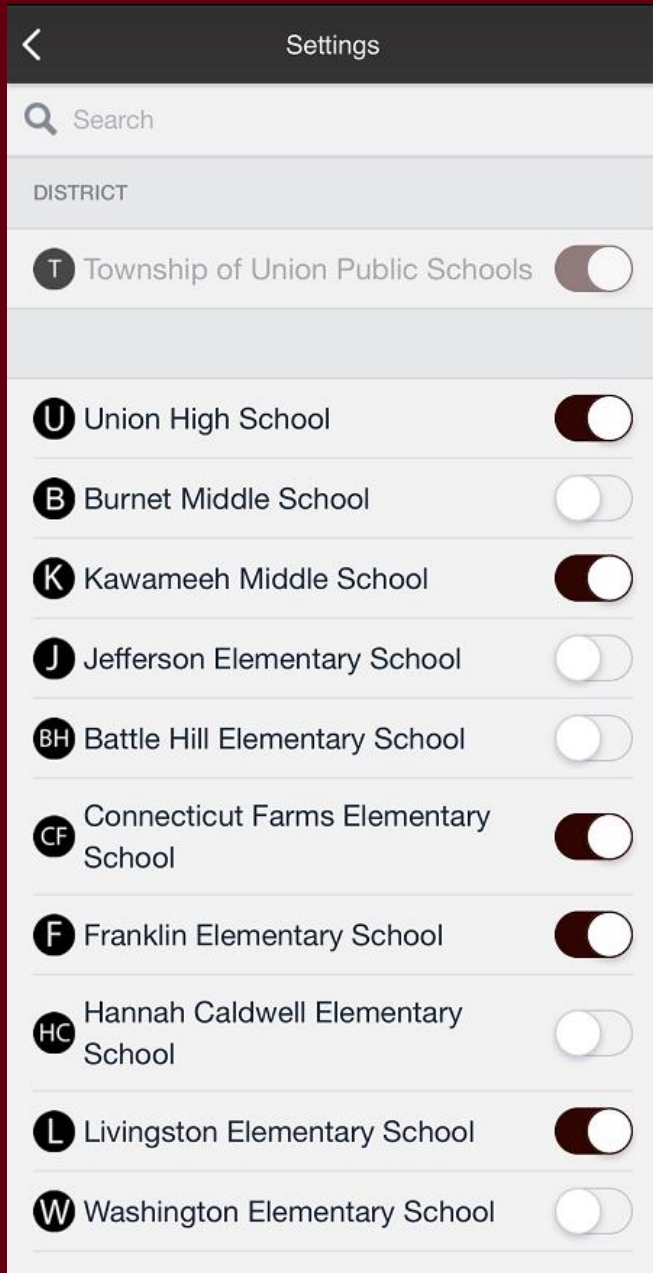 Settings
Search
DISTRICT
T Township of Union Public Schools
U Union High School
B Burnet Middle School
K Kawameeh Middle School
J Jefferson Elementary School
BH Battle Hill Elementary School
CF Connecticut Farms Elementary
School
F Franklin Elementary School
HC Hannah Caldwell Elementary
School
L Livingston Elementary School
W Washington Elementary School